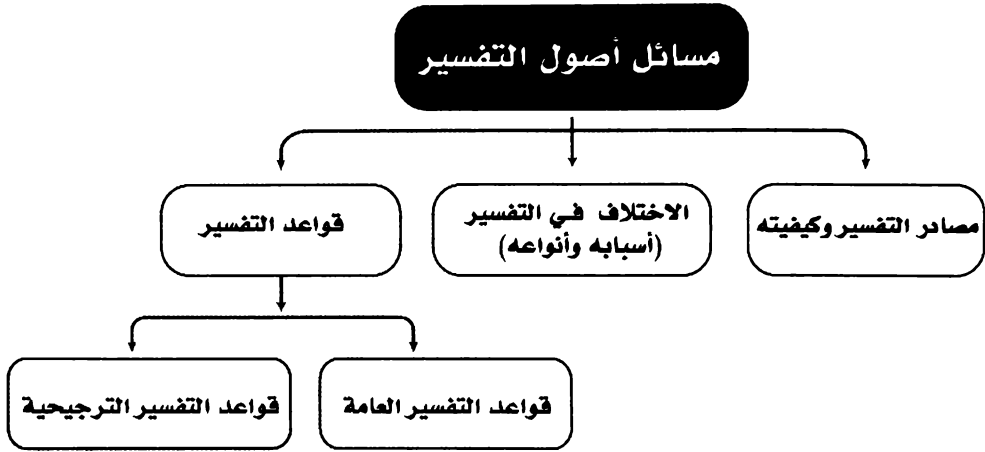 مسائل أصول التفسير
مصادر التفسير وكيفيته
الاختلاف في التفسير
(أسبابه وأنواعه)
قواعد التفسير
قواعد التفسير العامة
قواعد التفسير الترجيحية